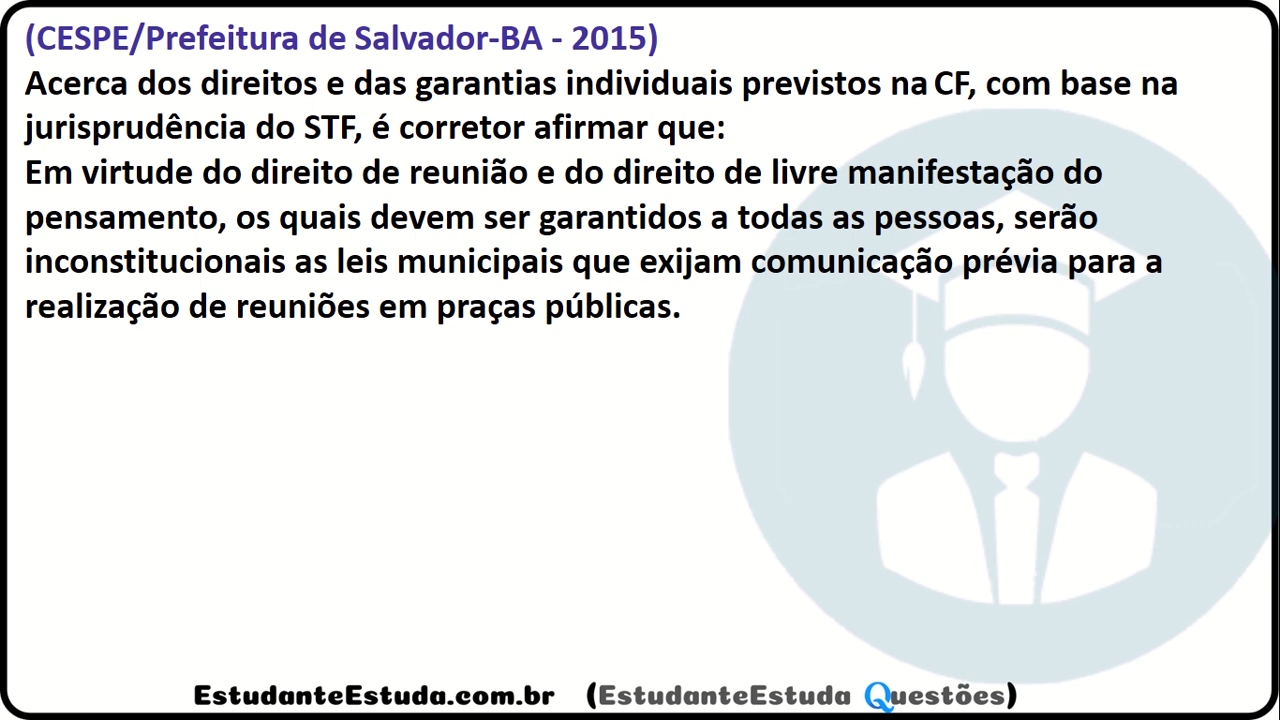 (CESPE/Prefeitura de Salvador-BA - 2015)
Acerca dos direitos e das garantias individuais previstos na CF, com base na
jurisprudência do STF, é corretor afirmar que:
Em virtude do direito de reunião e do direito de livre manifestação do
pensamento, os quais devem ser garantidos a todas as pessoas, serão
inconstitucionais as leis municipais que exijam comunicação prévia para a
realização de reuniões em praças públicas.
EstudanteEstuda.com.br (EstudanteEstuda Questões)